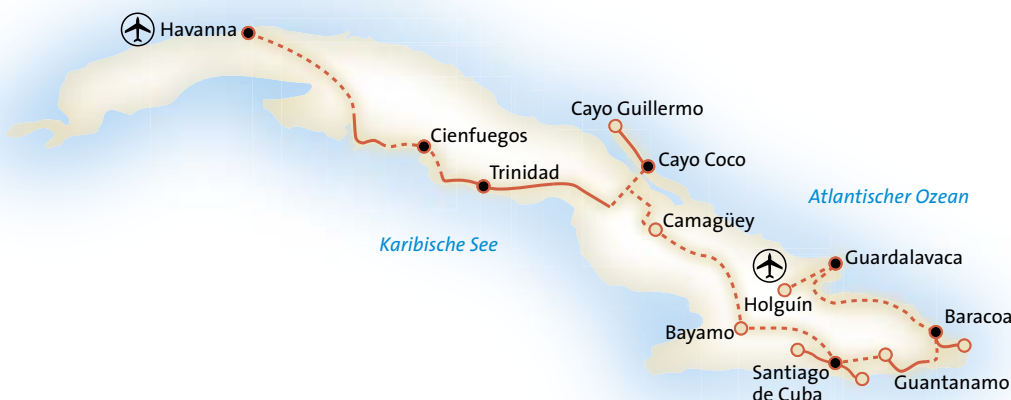 Havanna
Cayo Guillermo
Cienfuegos
Cayo Coco
Trinidad
Atlantischer Ozean
Camagüey
Karibische See
Guardalavaca
Holguín
Baracoa
Bayamo
Santiago
de Cuba
Guantanamo